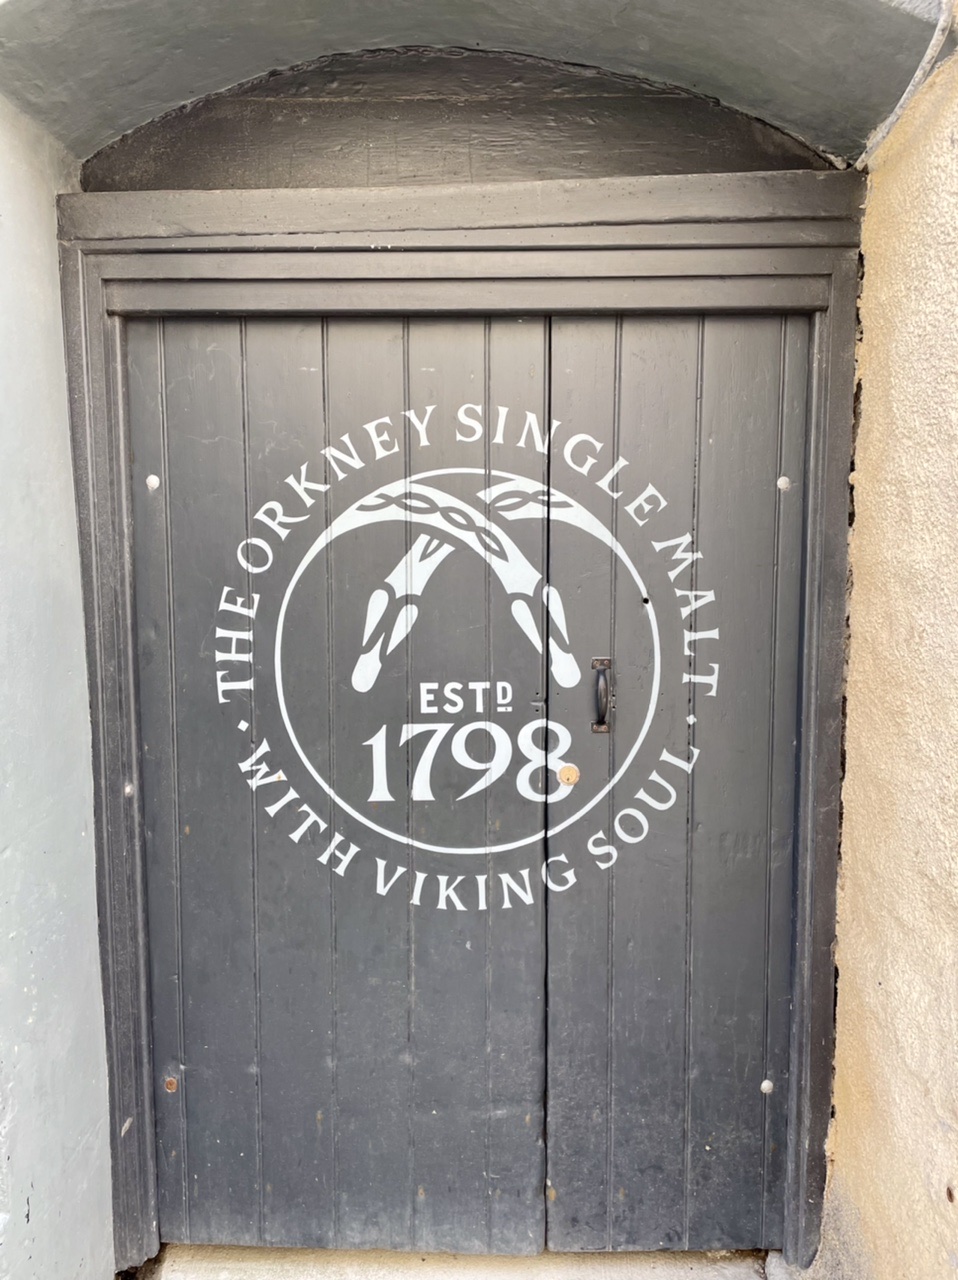 THE ORKNEY SINGLE MALT
· WITH VIKING SOUL ·
ESTD
1798